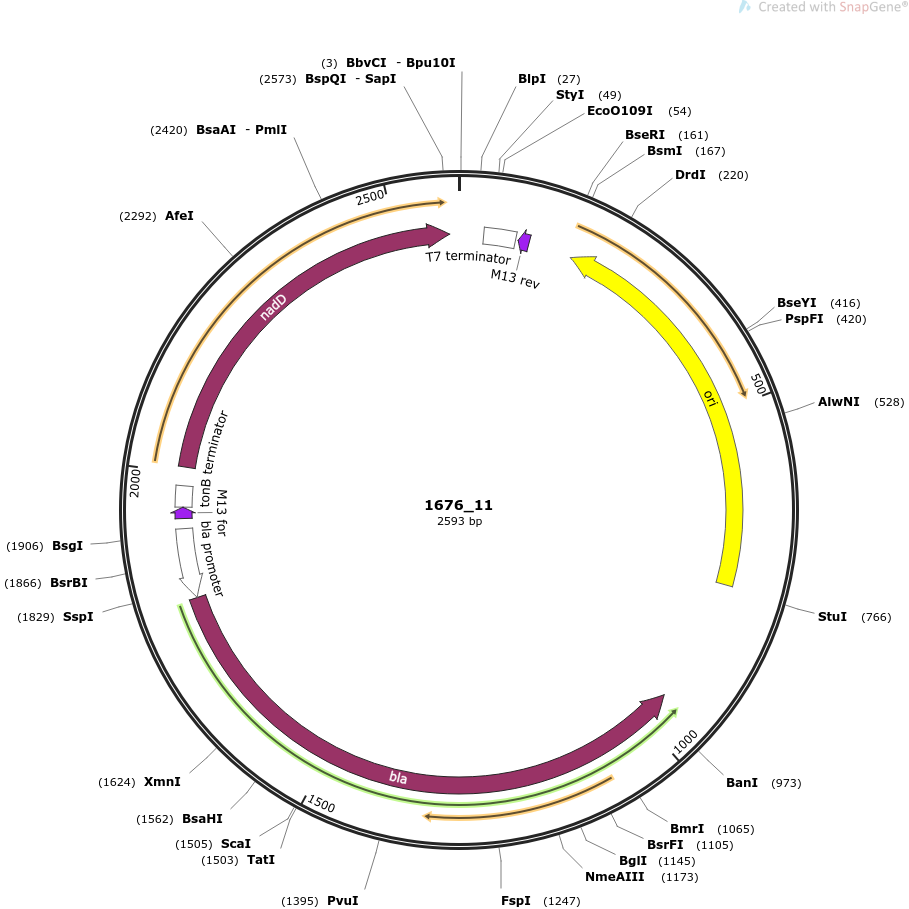 Created with SnapGene®
(3) BbvCI - Bpu10I
(2573) BspQI - SapI
(2420) BsaAI - PmlI
(2292) AfeI
BlpI (27)
StyI (49)
EcoO109I (54)
BseRI (161)
BsmI (167)
DrdI (220)
BseYI (416)
PspFI (420)
AlwNI (528)
StuI (766)
BanI (973)
BmrI (1065)
BsrFI (1105)
BglI (1145)
NmeAIII (1173)
FspI (1247)
(1395) PvuI
(1503) TatI
(1505) ScaI
(1562) BsaHI
(1624) XmnI
(1829) SspI
(1866) BsrBI
(1906) BsgI
2500
500
1000
1500
2000
T7 terminator
M13 rev
ori
nadD
tonB terminator
M13 for
bla promoter
bla
1676_11
2593 bp